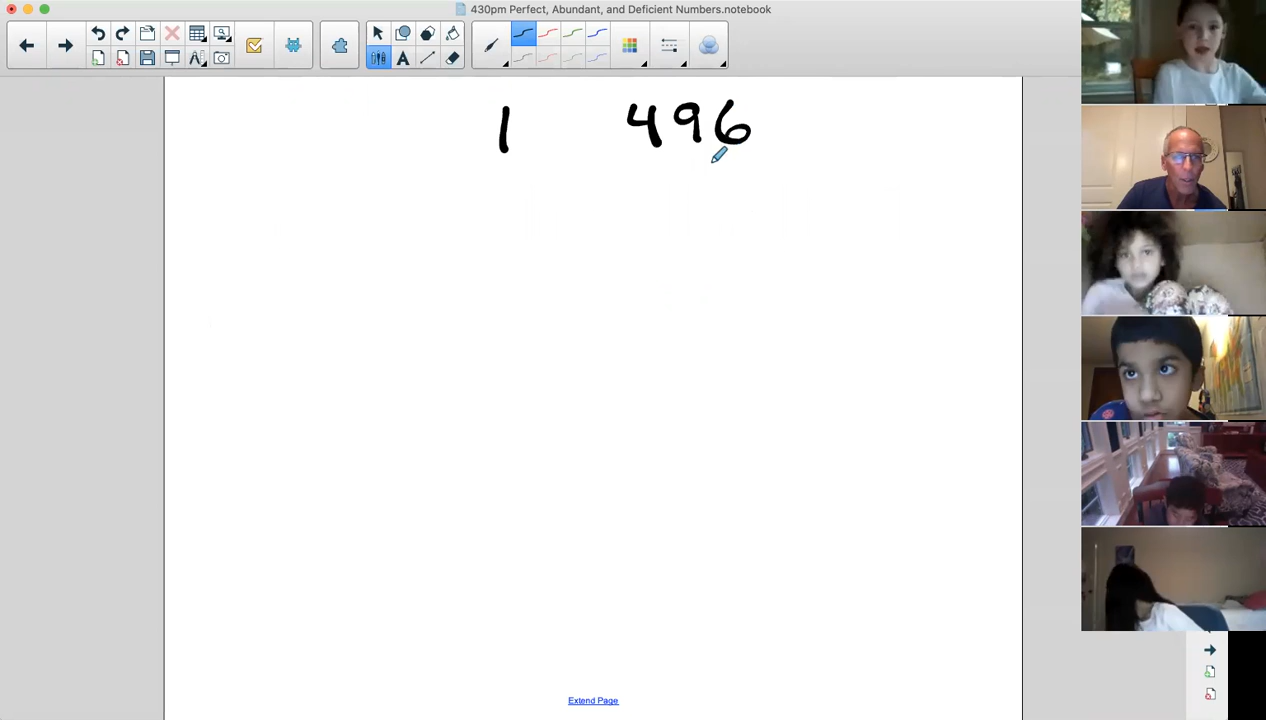 430pm Perfect, Abundant, and Deficient Numbers.notebook
1 496
Extend Page